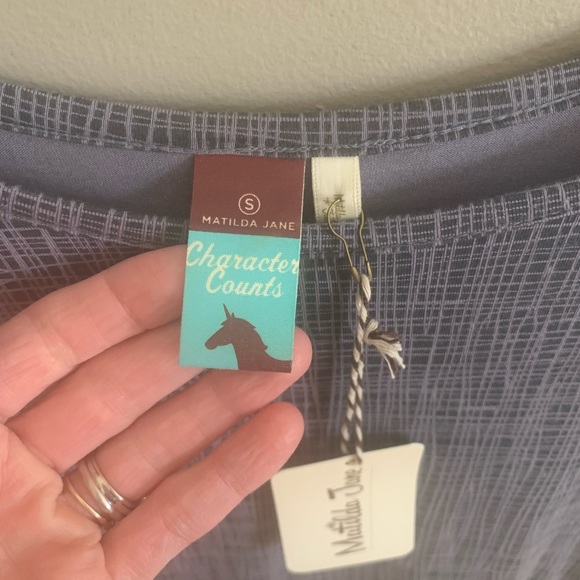 S
MATILDA JANE
Character
Counts
Matilda Jane